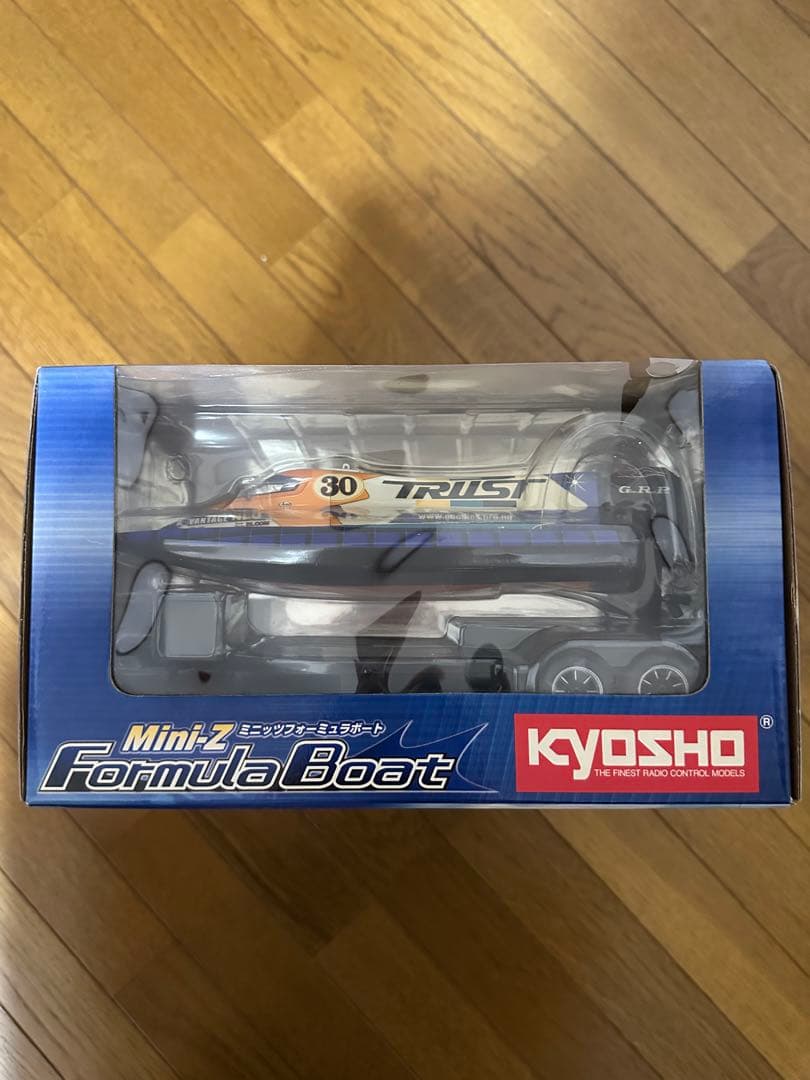 30
TRUST
G.R.P.
VANTAGE
Mini-Z ミニッツフォーミュラボート
Formula Boat
KYOSHO
®
THE FINEST RADIO CONTROL MODELS